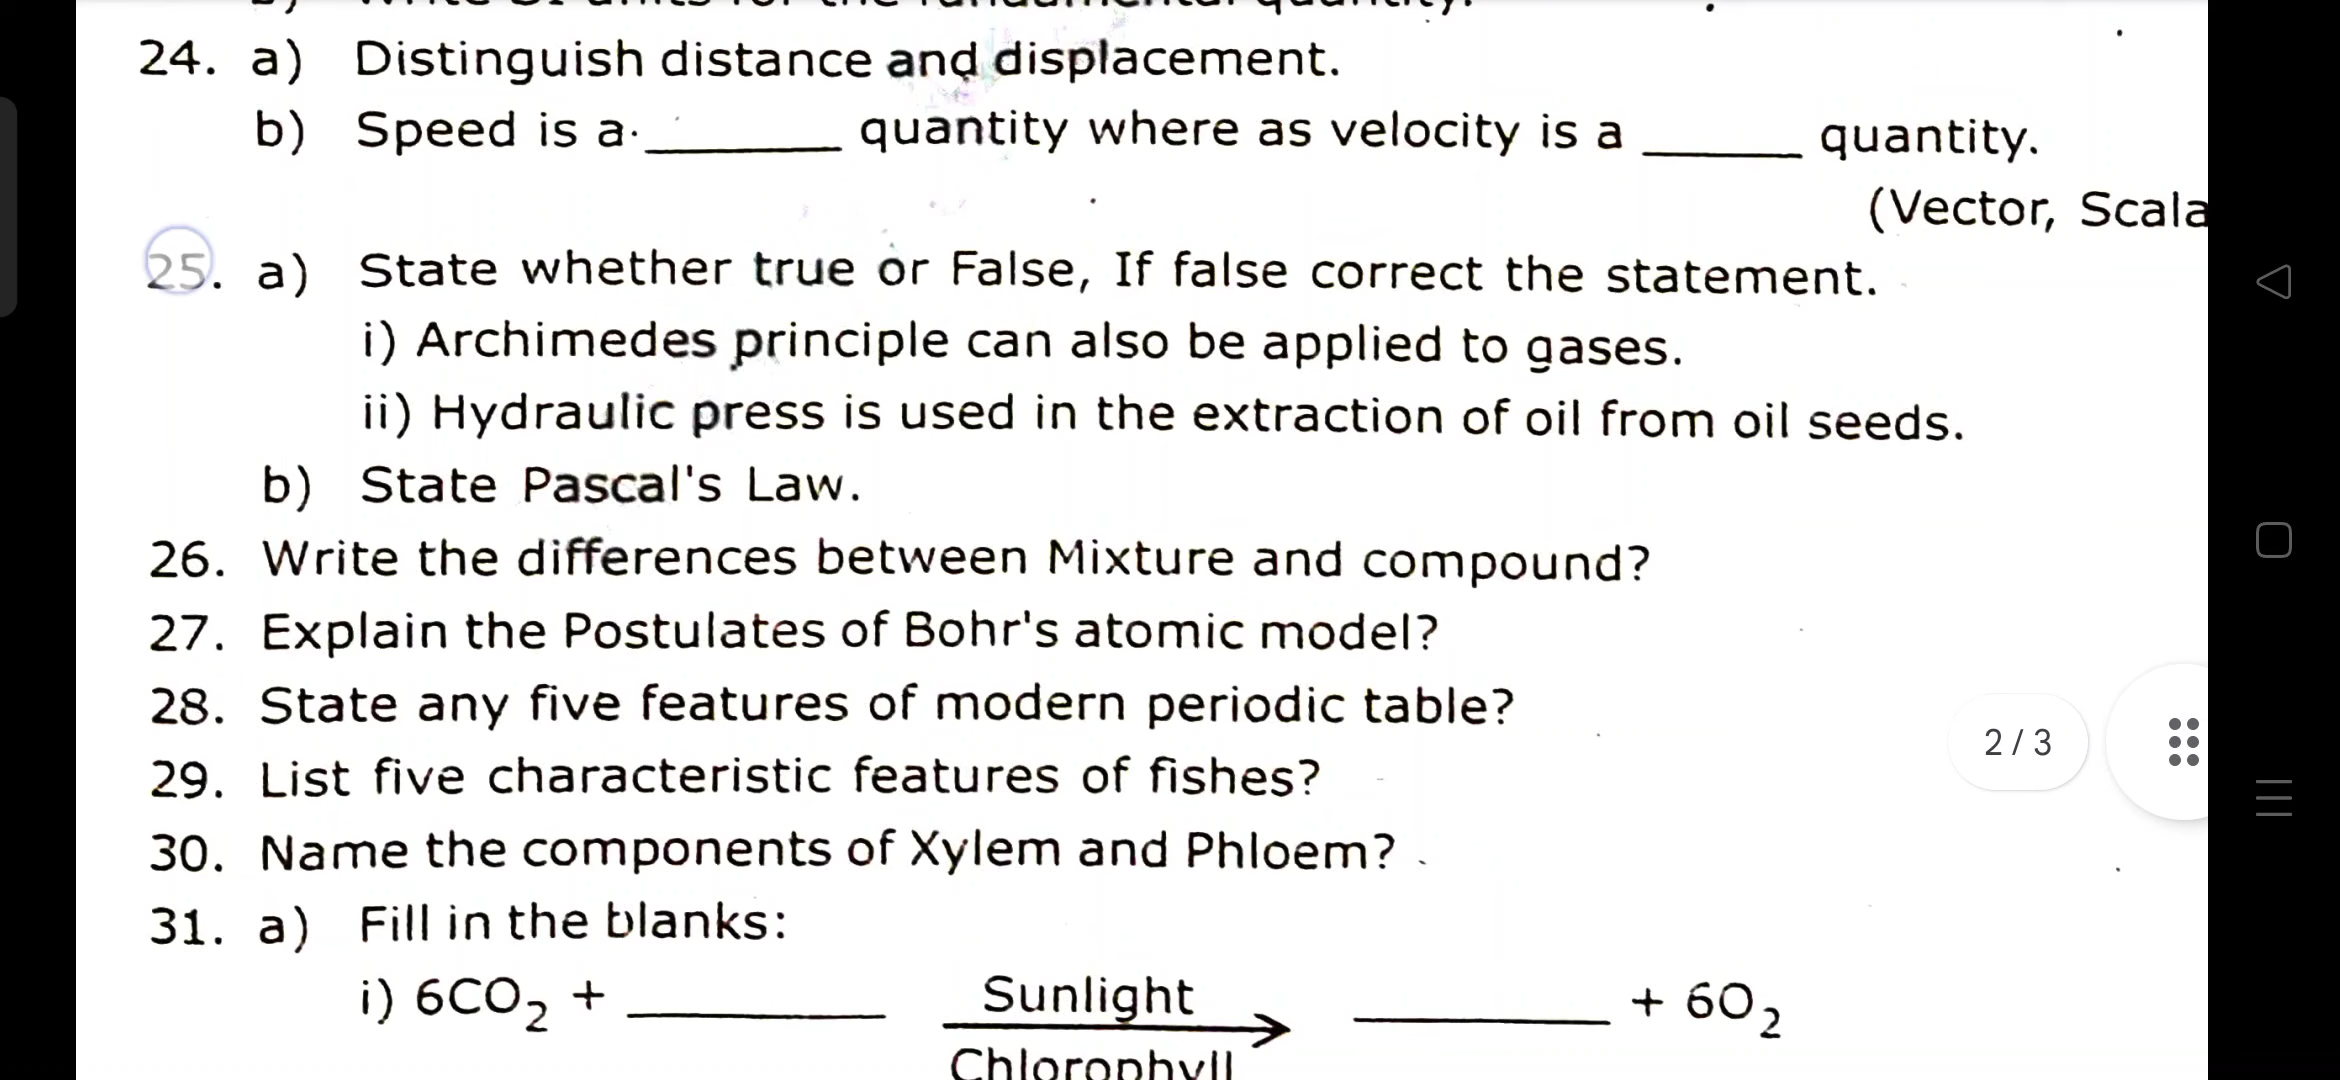 24. a) Distinguish distance and displacement.
b) Speed is a ______ quantity where as velocity is a ______ quantity.
(Vector, Scala
25. a) State whether true or False, If false correct the statement.
i) Archimedes principle can also be applied to gases.
ii) Hydraulic press is used in the extraction of oil from oil seeds.
b) State Pascal's Law.
26. Write the differences between Mixture and compound?
27. Explain the Postulates of Bohr's atomic model?
28. State any five features of modern periodic table?
2 / 3
29. List five characteristic features of fishes?
30. Name the components of Xylem and Phloem?
31. a) Fill in the blanks:
i) 6CO₂ + ______ Sunlight ______ + 6O₂
Chlorophyll